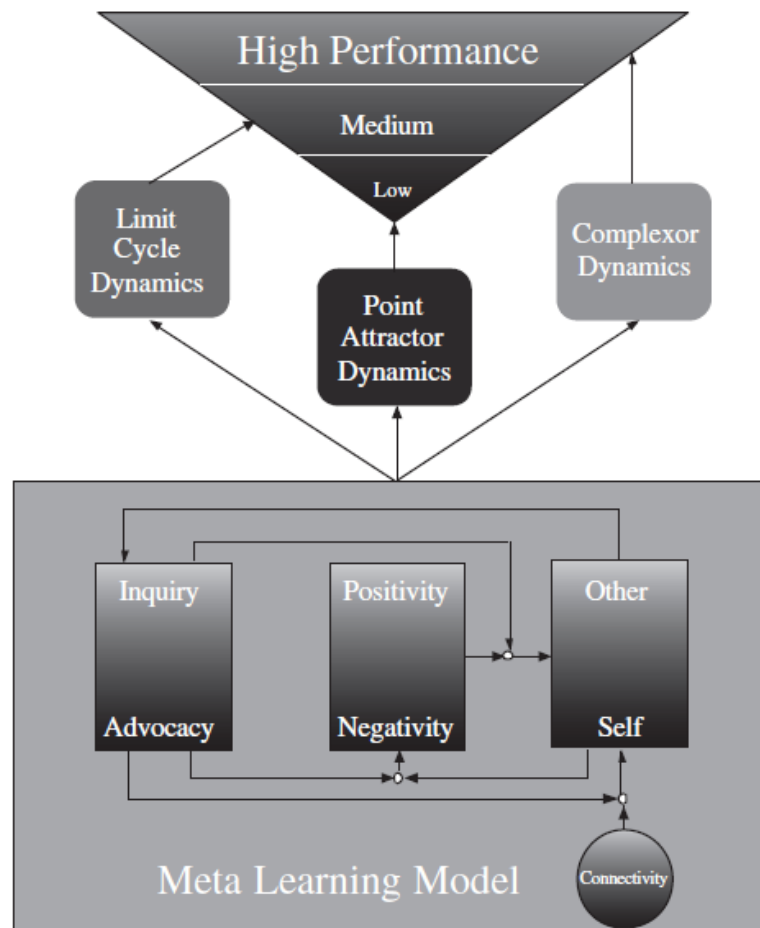 High Performance
Medium
Low
Limit
Cycle
Dynamics
Point
Attractor
Dynamics
Complexor
Dynamics
Inquiry
Advocacy
Positivity
Negativity
Other
Self
Meta Learning Model
Connectivity